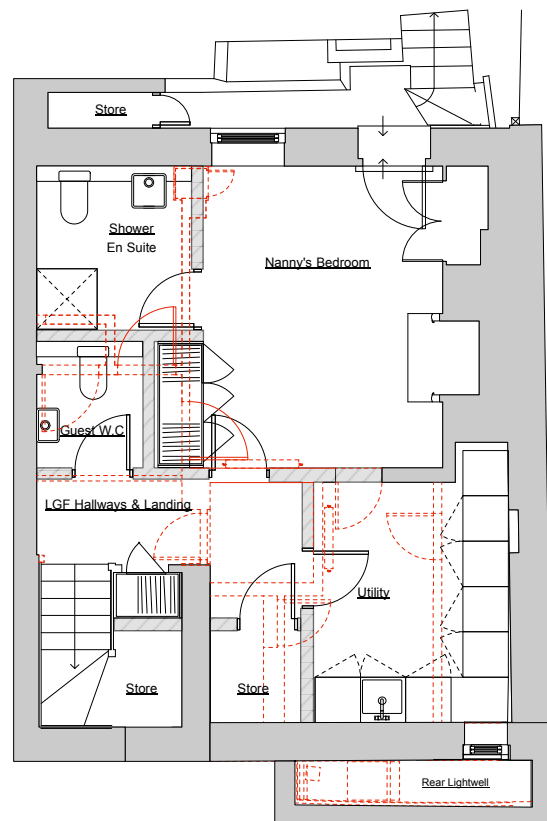 Store
Shower
En Suite
Nanny's Bedroom
Guest W.C
LGF Hallways & Landing
Utility
Store
Store
Rear Lightwell